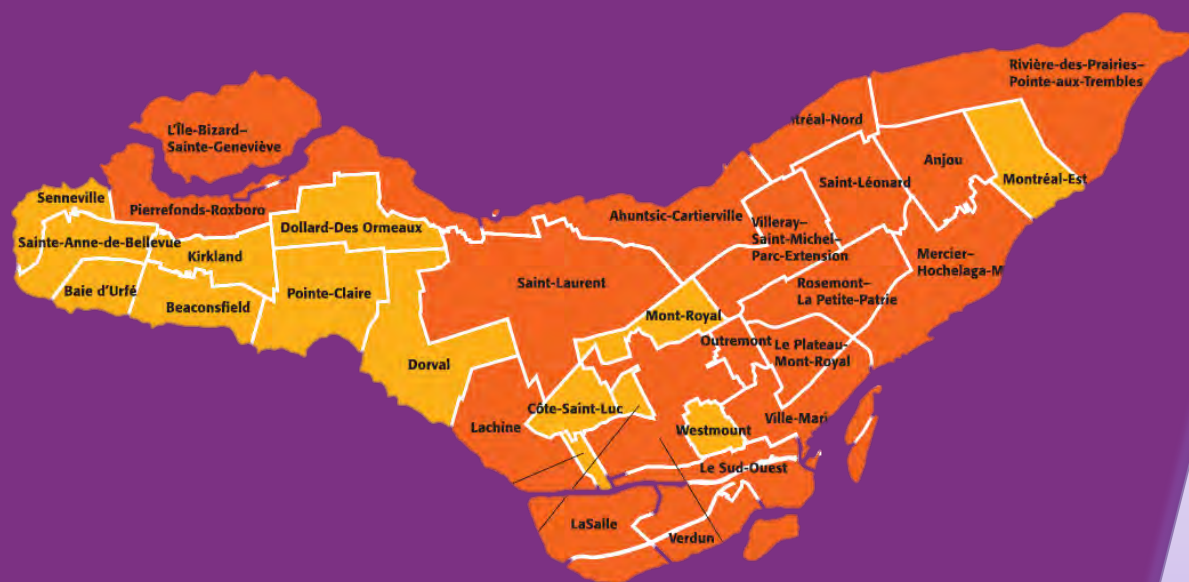 Rivière-des-Prairies–
Pointe-aux-Trembles
tréal-Nord
L'Île-Bizard–
Sainte-Geneviève
Anjou
Saint-Léonard
Montréal-Est
Senneville
Pierrefonds-Roxboro
Ahuntsic-Cartierville
Villeray–
Saint-Michel–
Parc-Extension
Dollard-Des Ormeaux
Sainte-Anne-de-Bellevue
Kirkland
Mercier–
Hochelaga-M
Saint-Laurent
Rosemont–
La Petite-Patrie
Baie d'Urfé
Beaconsfield
Pointe-Claire
Mont-Royal
Outremont
Le Plateau-
Mont-Royal
Dorval
Côte-Saint-Luc
Ville-Mari
Lachine
Westmount
Le Sud-Ouest
LaSalle
Verdun